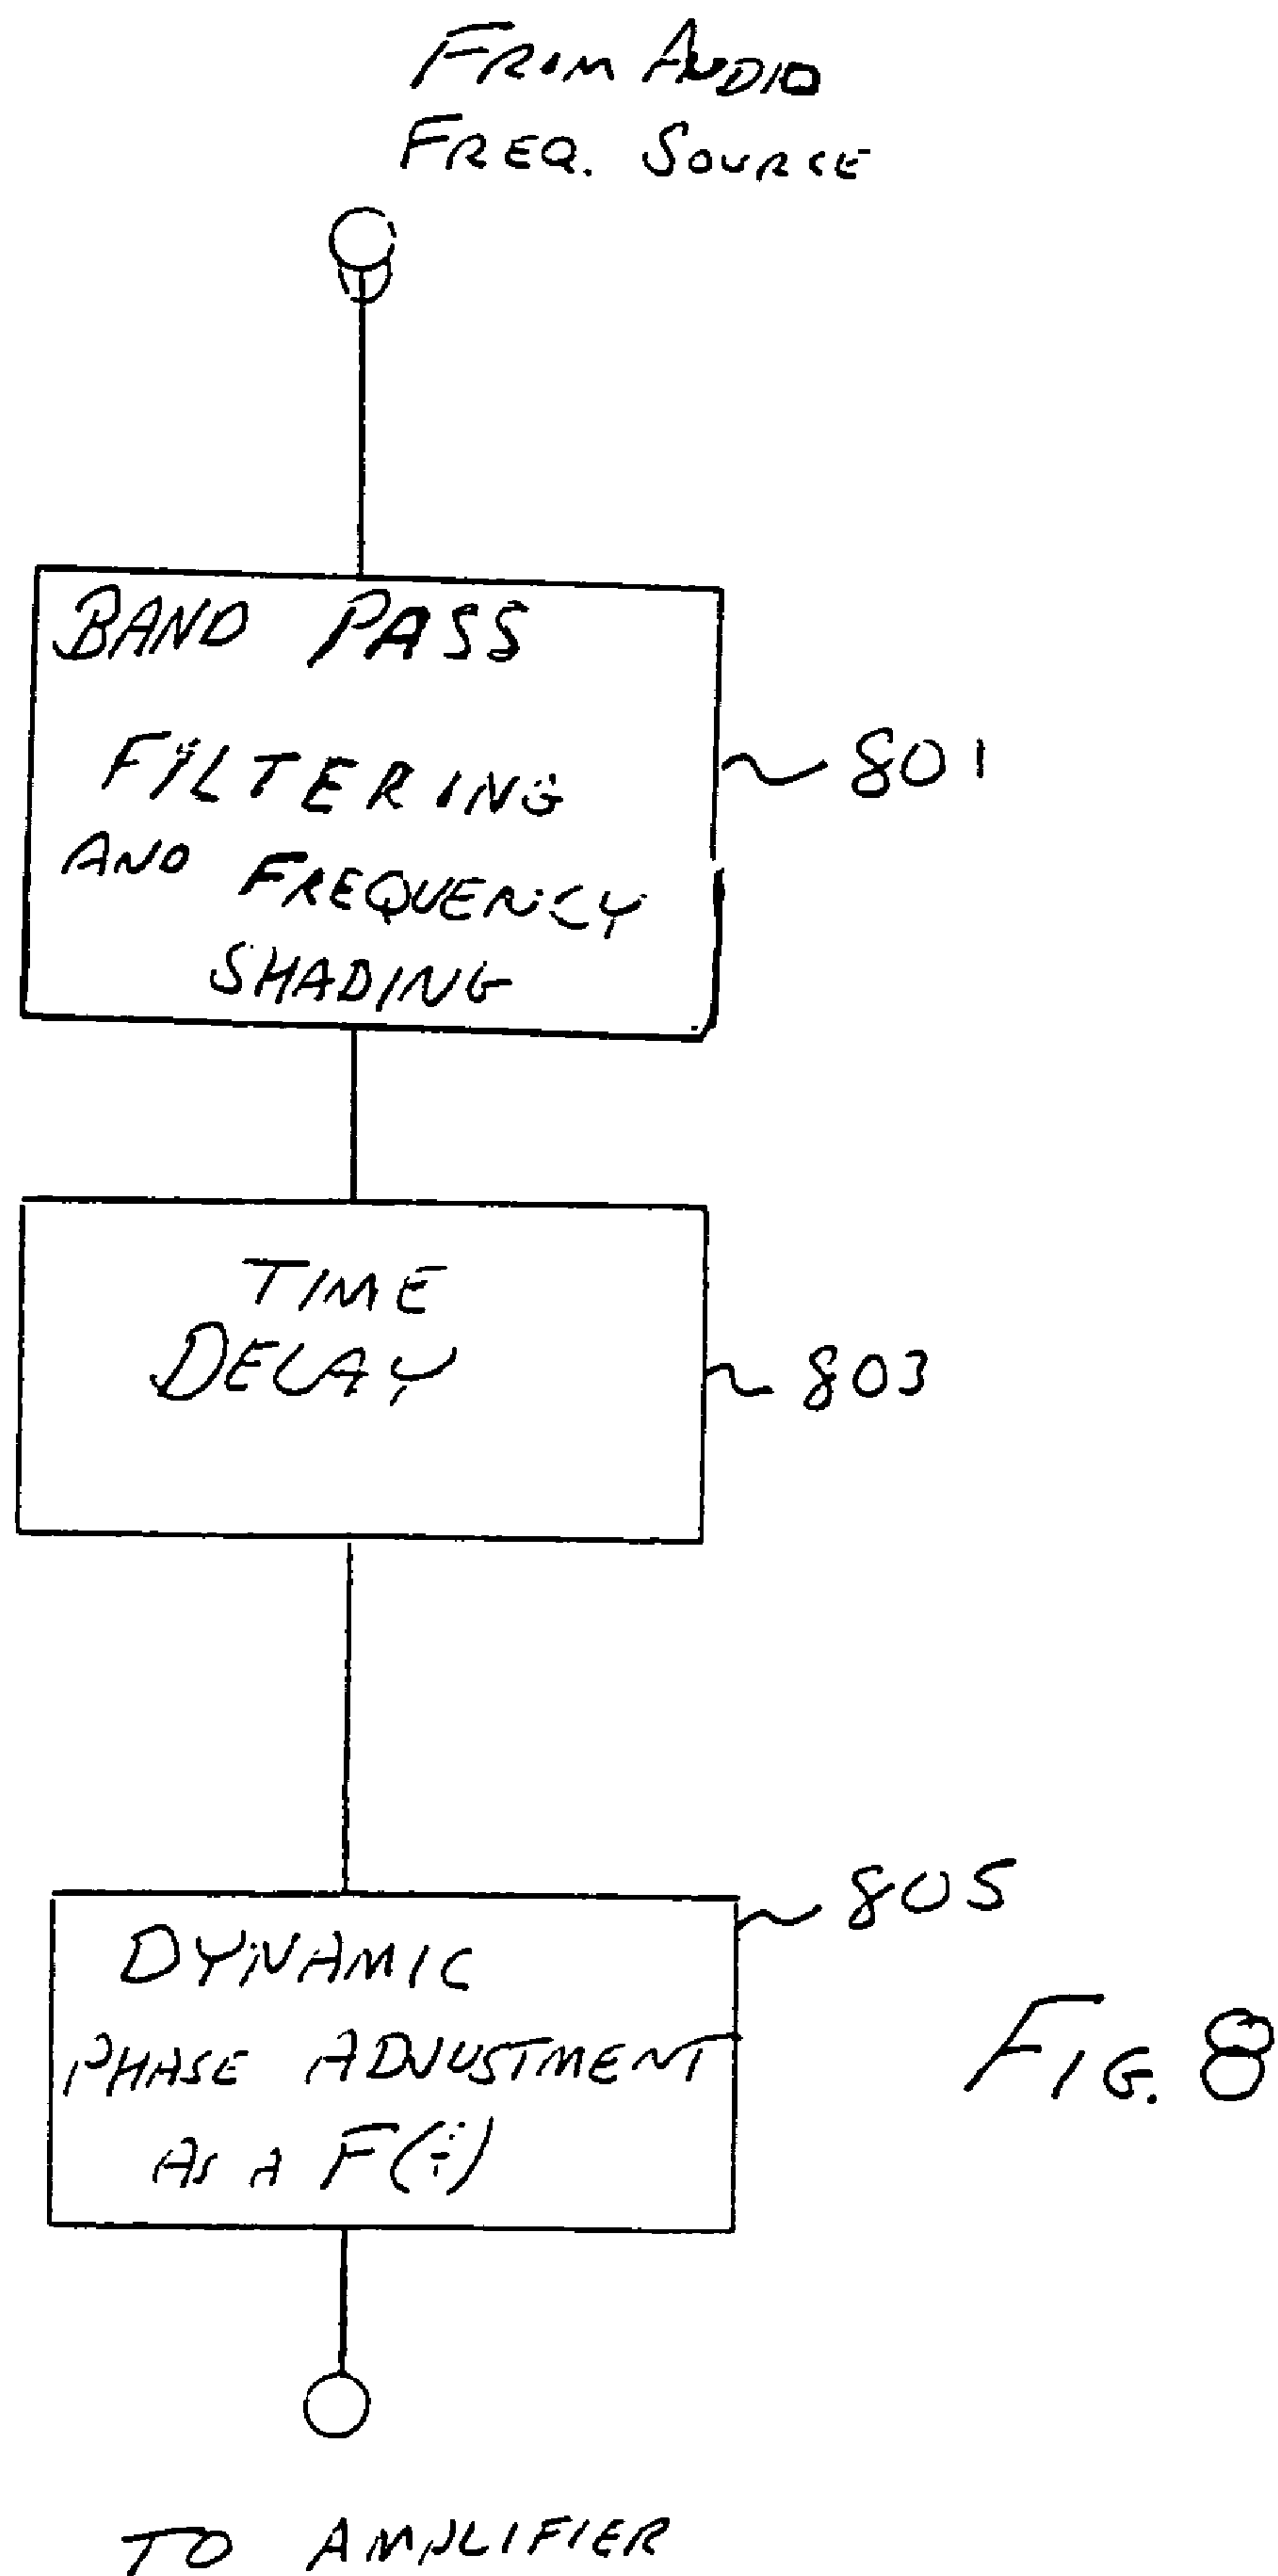 FROM AUDIO
FREQ. SOURCE
BAND PASS
FILTERING
AND FREQUENCY
SHADING
801
TIME
DELAY
803
805
DYNAMIC
PHASE ADJUSTMENT
AS A
FIG. 8
TO AMPLIFIER